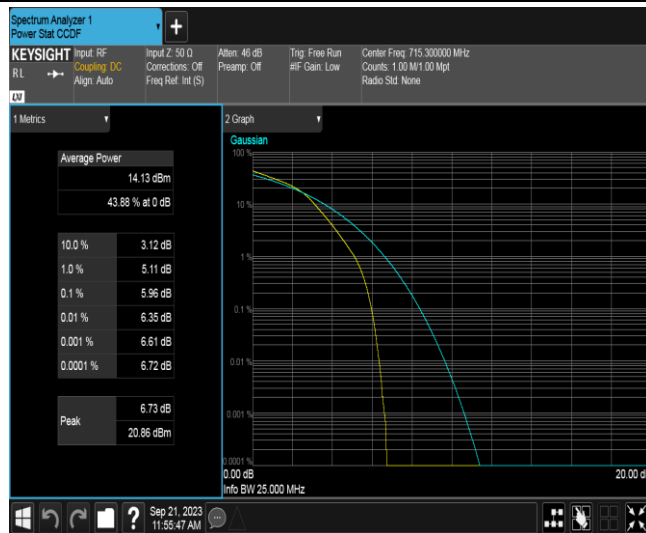 Spectrum Analyzer 1
Power Stat CCDF
+
KEYSIGHT
RL
LXI
Input: RF
Coupling: DC
Align: Auto
Input Z: 50 Ω
Corrections: Off
Freq Ref: Int (S)
Atten: 46 dB
Preamp: Off
Trig: Free Run
#IF Gain: Low
Center Freq: 715.300000 MHz
Counts: 1.00 M/1.00 Mpt
Radio Std: None
1 Metrics
Average Power
14.13 dBm
43.88 % at 0 dB
10.0 % 3.12 dB
1.0 % 5.11 dB
0.1 % 5.96 dB
0.01 % 6.35 dB
0.001 % 6.61 dB
0.0001 % 6.72 dB
Peak
6.73 dB
20.86 dBm
2 Graph
Gaussian
100 %
10 %
1 %
0.1 %
0.01 %
0.001 %
0.0001 %
0.00 dB
20.00 d
Info BW 25.000 MHz
?
Sep 21, 2023
11:55:47 AM